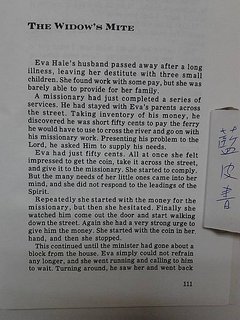 THE WIDOW'S MITE
Eva Hale's husband passed away after a long
illness, leaving her destitute with three small
children. She found work with some pay, but she was
barely able to provide for her family.
A missionary had just completed a series of
services. He had stayed with Eva's parents across
the street. Taking inventory of his money, he
discovered he was short fifty cents to pay the ferry
he would have to use to cross the river and go on with
his missionary work. Presenting his problem to the
Lord, he asked Him to supply his needs.
Eva had just fifty cents. All at once she felt
impressed to get the coin, take it across the street,
and give it to the missionary. She started to comply.
But the many needs of her little ones came into her
mind, and she did not respond to the leadings of the
Spirit.
Repeatedly she started with the money for the
missionary, but then she hesitated. Finally she
watched him come out the door and start walking
down the street. Again she had a very strong urge to
give him the money. She started with the coin in her
hand, and then she stopped.
This continued until the minister had gone about a
block from the house. Eva simply could not refrain
any longer, and she went running and calling to him
to wait. Turning around, he saw her and went back
111
皮書